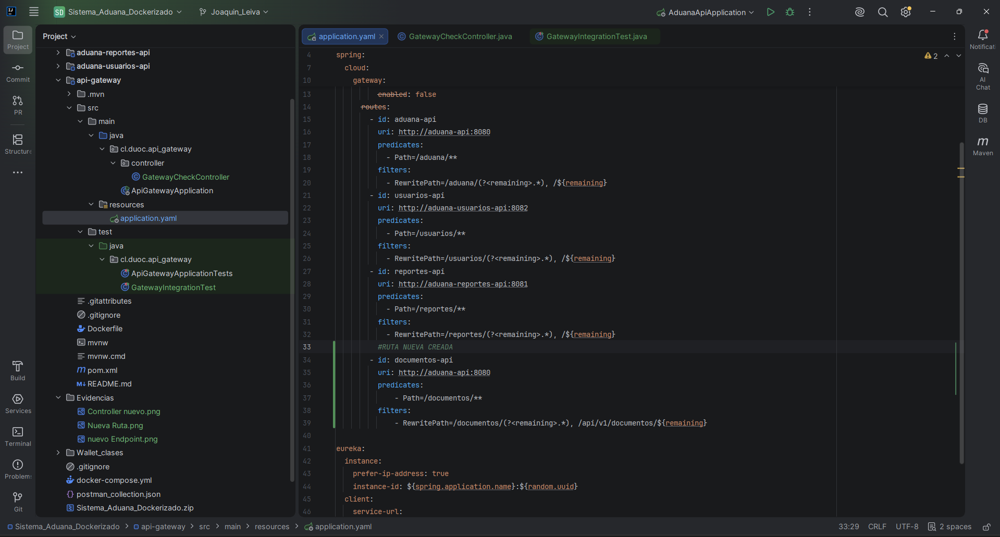 SD Sistema_Aduana_Dockerizado Joaquin_Leiva AduanaApiApplication
Project
Commit
PR
Structure
Build
Services
Terminal
Problems
Git
Project
aduana-reportes-api
aduana-usuarios-api
api-gateway
.mvn
src
main
java
cl.duoc.api_gateway
controller
GatewayCheckController
ApiGatewayApplication
resources
application.yaml
test
java
cl.duoc.api_gateway
ApiGatewayApplicationTests
GatewayIntegrationTest
.gitattributes
.gitignore
Dockerfile
mvnw
mvnw.cmd
pom.xml
README.md
Evidencias
Controller nuevo.png
Nueva Ruta.png
nuevo Endpoint.png
Wallet_clases
.gitignore
docker-compose.yml
postman_collection.json
Sistema_Aduana_Dockerizado.zip
application.yaml GatewayCheckController.java GatewayIntegrationTest.java
2
4 spring:
7 cloud:
10 gateway:
13 enabled: false
14 routes:
15 - id: aduana-api
16 uri: http://aduana-api:8080
17 predicates:
18 - Path=/aduana/**
19 filters:
20 - RewritePath=/aduana/(?<remaining>.*), /${remaining}
21 - id: usuarios-api
22 uri: http://aduana-usuarios-api:8082
23 predicates:
24 - Path=/usuarios/**
25 filters:
26 - RewritePath=/usuarios/(?<remaining>.*), /${remaining}
27 - id: reportes-api
28 uri: http://aduana-reportes-api:8081
29 predicates:
30 - Path=/reportes/**
31 filters:
32 - RewritePath=/reportes/(?<remaining>.*), /${remaining}
33 #RUTA NUEVA CREADA
34 - id: documentos-api
35 uri: http://aduana-api:8080
36 predicates:
37 - Path=/documentos/**
38 filters:
39 - RewritePath=/documentos/(?<remaining>.*), /api/v1/documentos/${remaining}
40
41 eureka:
42 instance:
43 prefer-ip-address: true
44 instance-id: ${spring.application.name}:${random.uuid}
45 client:
46 service-url:
Notificati
AI
Chat
DB
m
Maven
Sistema_Aduana_Dockerizado > api-gateway > src > main > resources > application.yaml 33:29 CRLF UTF-8 2 spaces